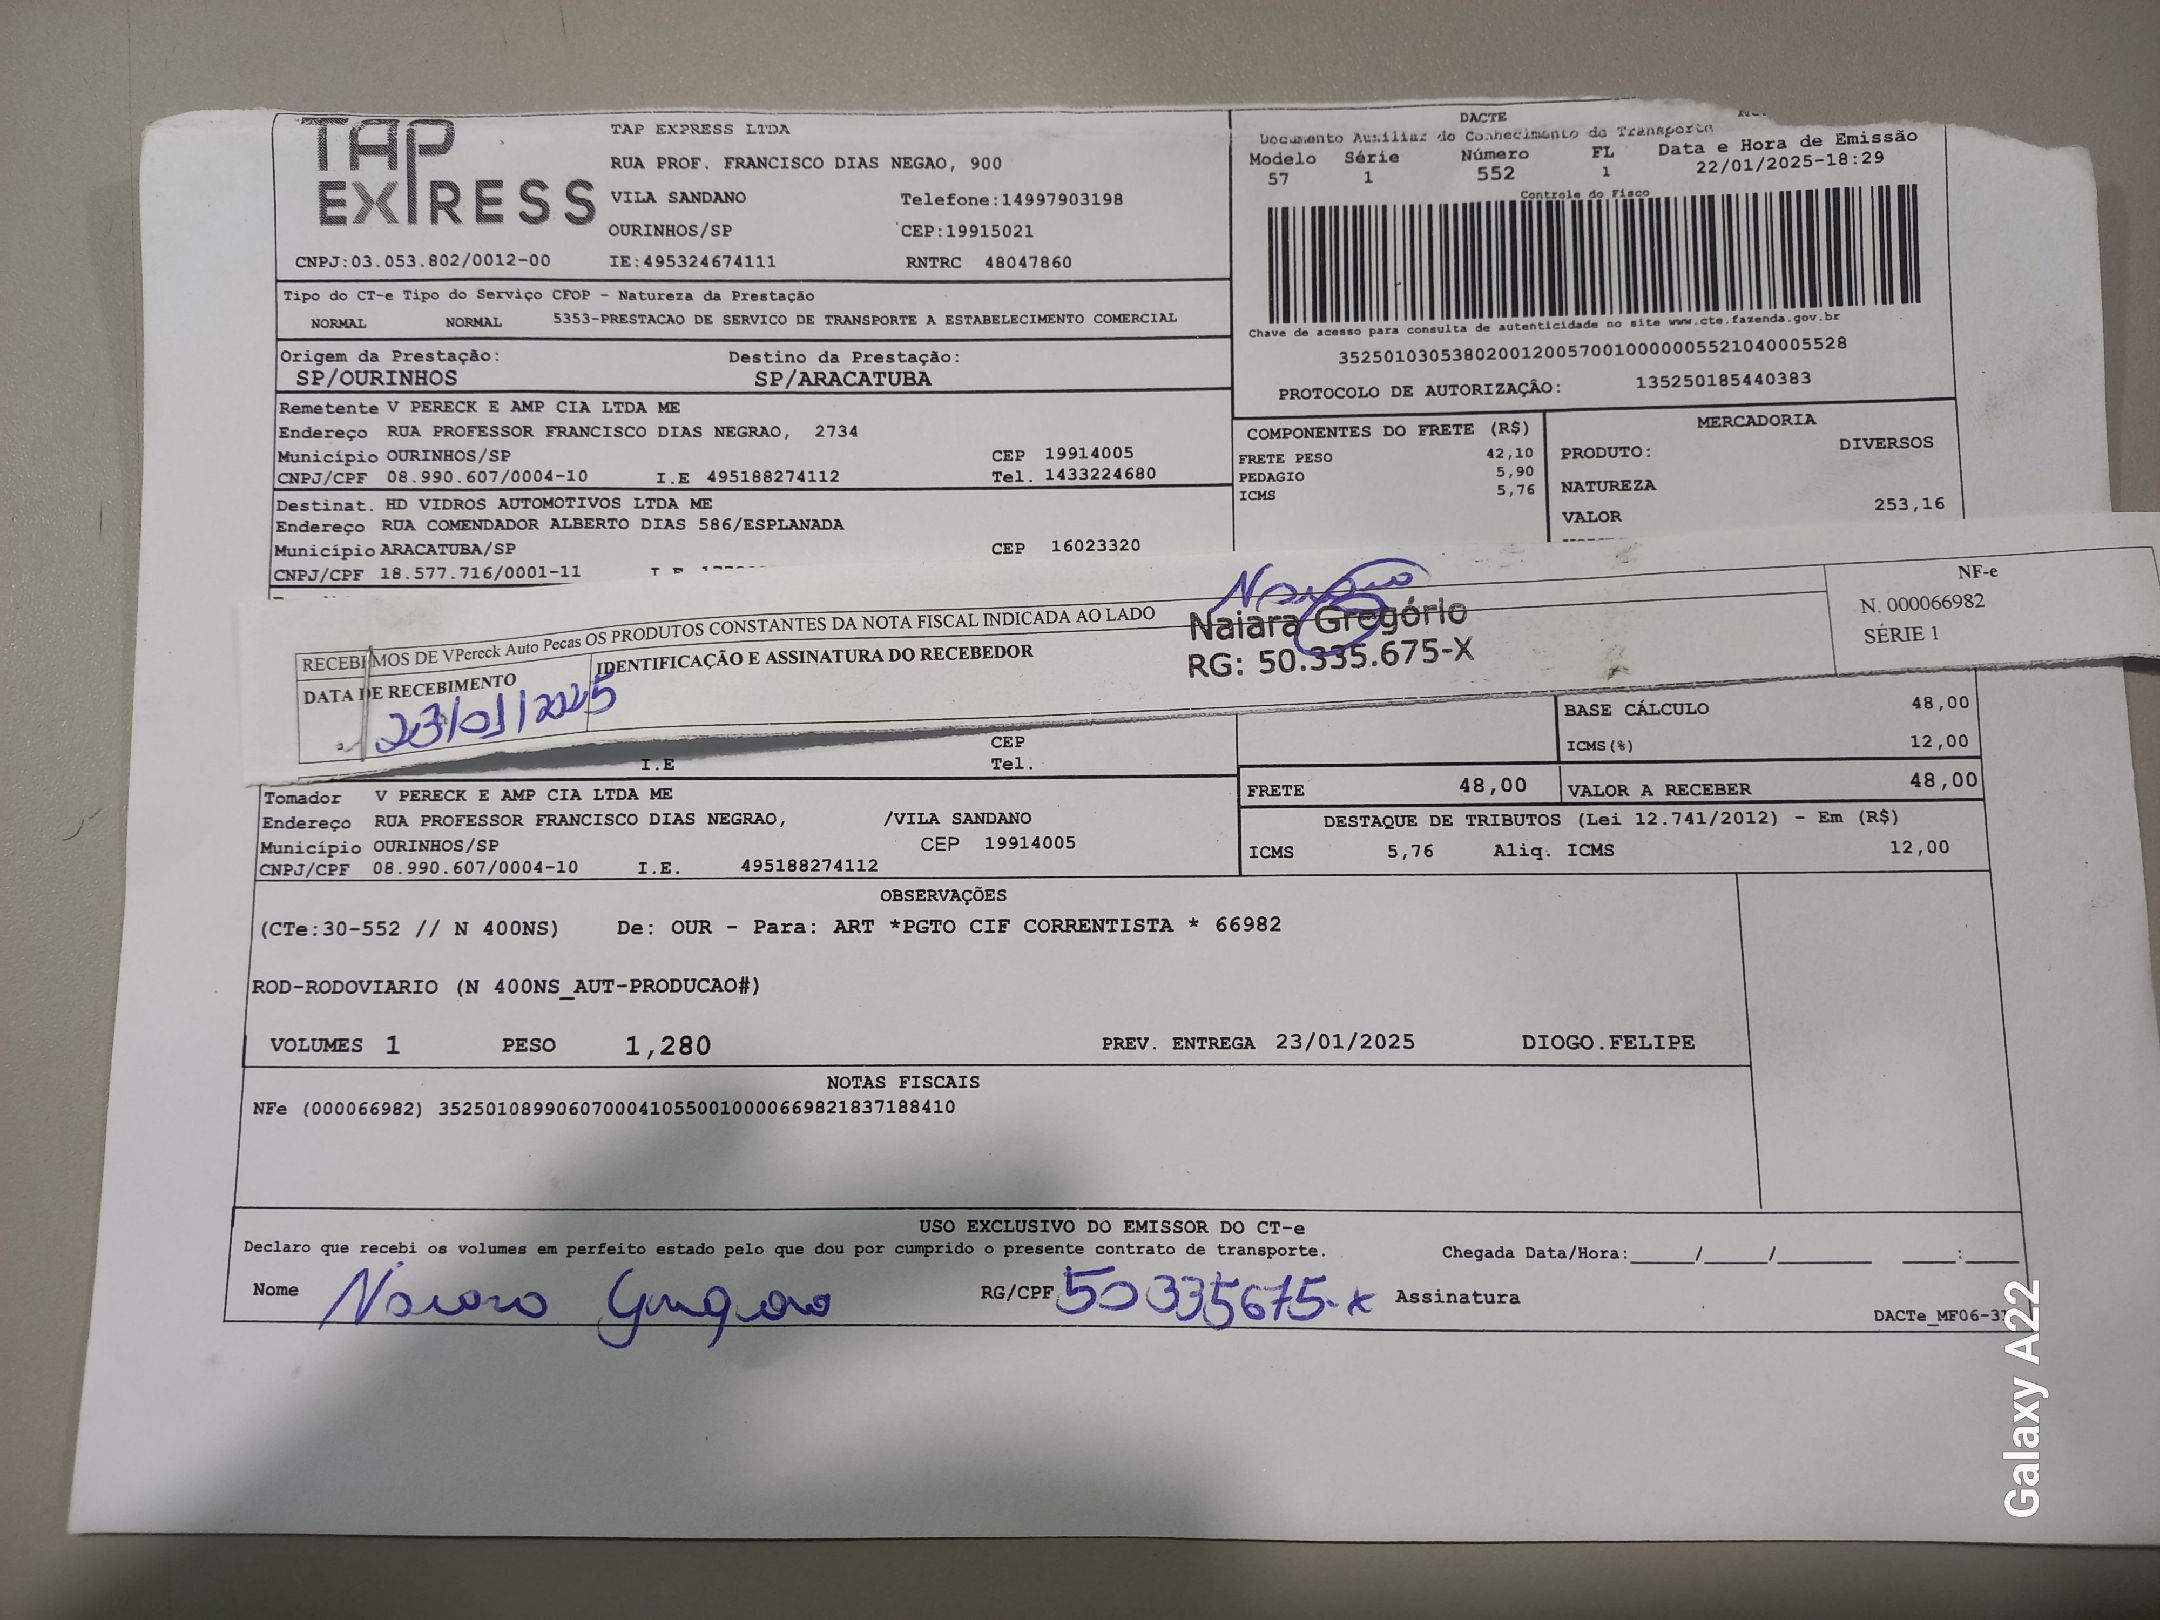 TAP EXPRESS
TAP EXPRESS LTDA
RUA PROF. FRANCISCO DIAS NEGAO, 900
VILA SANDANO Telefone:14997903198
OURINHOS/SP CEP:19915021
CNPJ:03.053.802/0012-00 IE:495324674111 RNTRC 48047860
DACTE
Documento Auxiliar do Conhecimento de Transporte
Modelo Série Número FL Data e Hora de Emissão
57 1 552 1 22/01/2025-18:29
Controle do Fisco
Chave de acesso para consulta de autenticidade no site www.cte.fazenda.gov.br
35250103053802001200570010000005521040005528
PROTOCOLO DE AUTORIZAÇÂO: 135250185440383
Tipo do CT-e Tipo do Serviço CFOP - Natureza da Prestação
NORMAL NORMAL 5353-PRESTACAO DE SERVICO DE TRANSPORTE A ESTABELECIMENTO COMERCIAL
Origem da Prestação: Destino da Prestação:
SP/OURINHOS SP/ARACATUBA
Remetente V PERECK E AMP CIA LTDA ME
Endereço RUA PROFESSOR FRANCISCO DIAS NEGRAO, 2734
Município OURINHOS/SP CEP 19914005
CNPJ/CPF 08.990.607/0004-10 I.E 495188274112 Tel. 1433224680
Destinat. HD VIDROS AUTOMOTIVOS LTDA ME
Endereço RUA COMENDADOR ALBERTO DIAS 586/ESPLANADA
Município ARACATUBA/SP CEP 16023320
CNPJ/CPF 18.577.716/0001-11
COMPONENTES DO FRETE (R$)
FRETE PESO 42,10
PEDAGIO 5,90
ICMS 5,76
MERCADORIA
PRODUTO: DIVERSOS
NATUREZA
VALOR 253,16
RECEBIMOS DE VPereck Auto Pecas OS PRODUTOS CONSTANTES DA NOTA FISCAL INDICADA AO LADO
DATA DE RECEBIMENTO IDENTIFICAÇÃO E ASSINATURA DO RECEBEDOR
23/01/2025
Naiara Gregório
RG: 50.335.675-X
NF-e
N. 000066982
SÉRIE 1
CEP
I.E Tel.
BASE CÁLCULO 48,00
ICMS(%) 12,00
FRETE 48,00 VALOR A RECEBER 48,00
Tomador V PERECK E AMP CIA LTDA ME
Endereço RUA PROFESSOR FRANCISCO DIAS NEGRAO, /VILA SANDANO
Município OURINHOS/SP CEP 19914005
CNPJ/CPF 08.990.607/0004-10 I.E. 495188274112
DESTAQUE DE TRIBUTOS (Lei 12.741/2012) - Em (R$)
ICMS 5,76 Aliq. ICMS 12,00
OBSERVAÇÕES
(CTe:30-552 // N 400NS) De: OUR - Para: ART *PGTO CIF CORRENTISTA * 66982
ROD-RODOVIARIO (N 400NS_AUT-PRODUCAO#)
VOLUMES 1 PESO 1,280 PREV. ENTREGA 23/01/2025 DIOGO.FELIPE
NOTAS FISCAIS
NFe (000066982) 35250108990607000410550010000669821837188410
USO EXCLUSIVO DO EMISSOR DO CT-e
Declaro que recebi os volumes em perfeito estado pelo que dou por cumprido o presente contrato de transporte. Chegada Data/Hora:_____/_____/_______ ____:____
Nome Naiara Gregorio RG/CPF 50335675-x Assinatura
DACTe_MF06-3
Galaxy A22